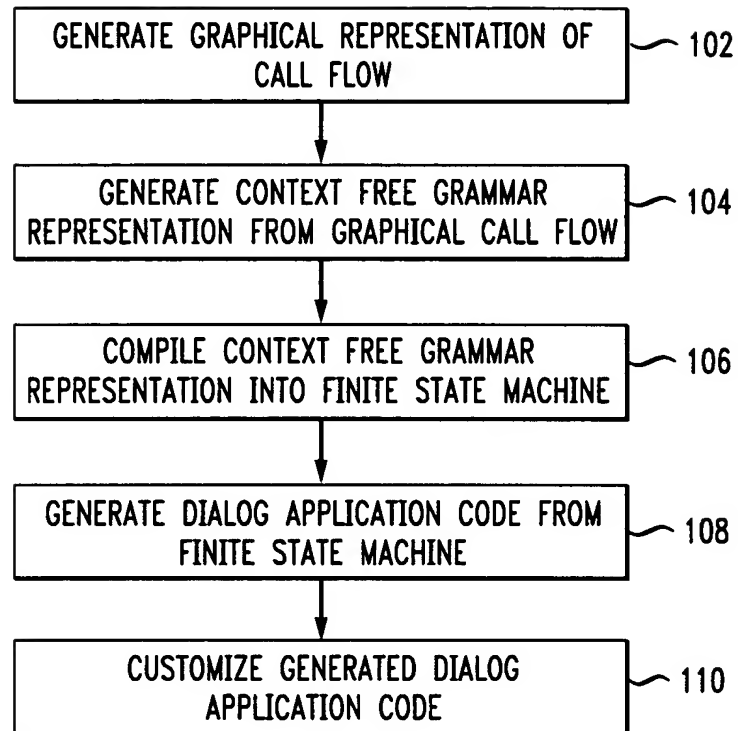 GENERATE GRAPHICAL REPRESENTATION OF
CALL FLOW
102
GENERATE CONTEXT FREE GRAMMAR
REPRESENTATION FROM GRAPHICAL CALL FLOW
104
COMPILE CONTEXT FREE GRAMMAR
REPRESENTATION INTO FINITE STATE MACHINE
106
GENERATE DIALOG APPLICATION CODE FROM
FINITE STATE MACHINE
108
CUSTOMIZE GENERATED DIALOG
APPLICATION CODE
110